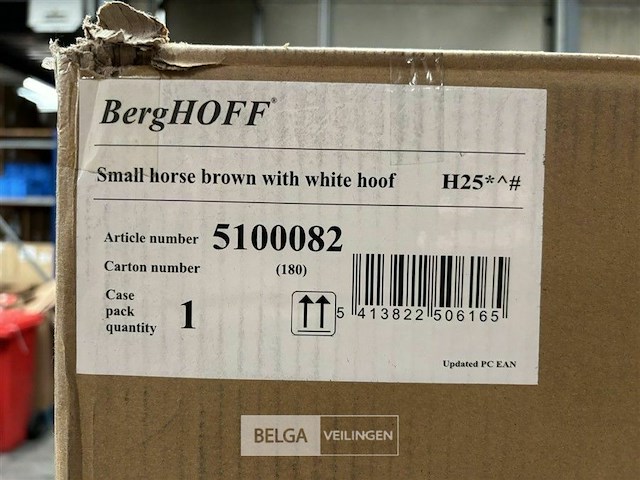 BergHOFF®
Small horse brown with white hoof H25*^#
Article number 5100082
Carton number (180)
Case
pack
quantity 1
5 413822 506165
Updated PC EAN
BELGA VEILINGEN